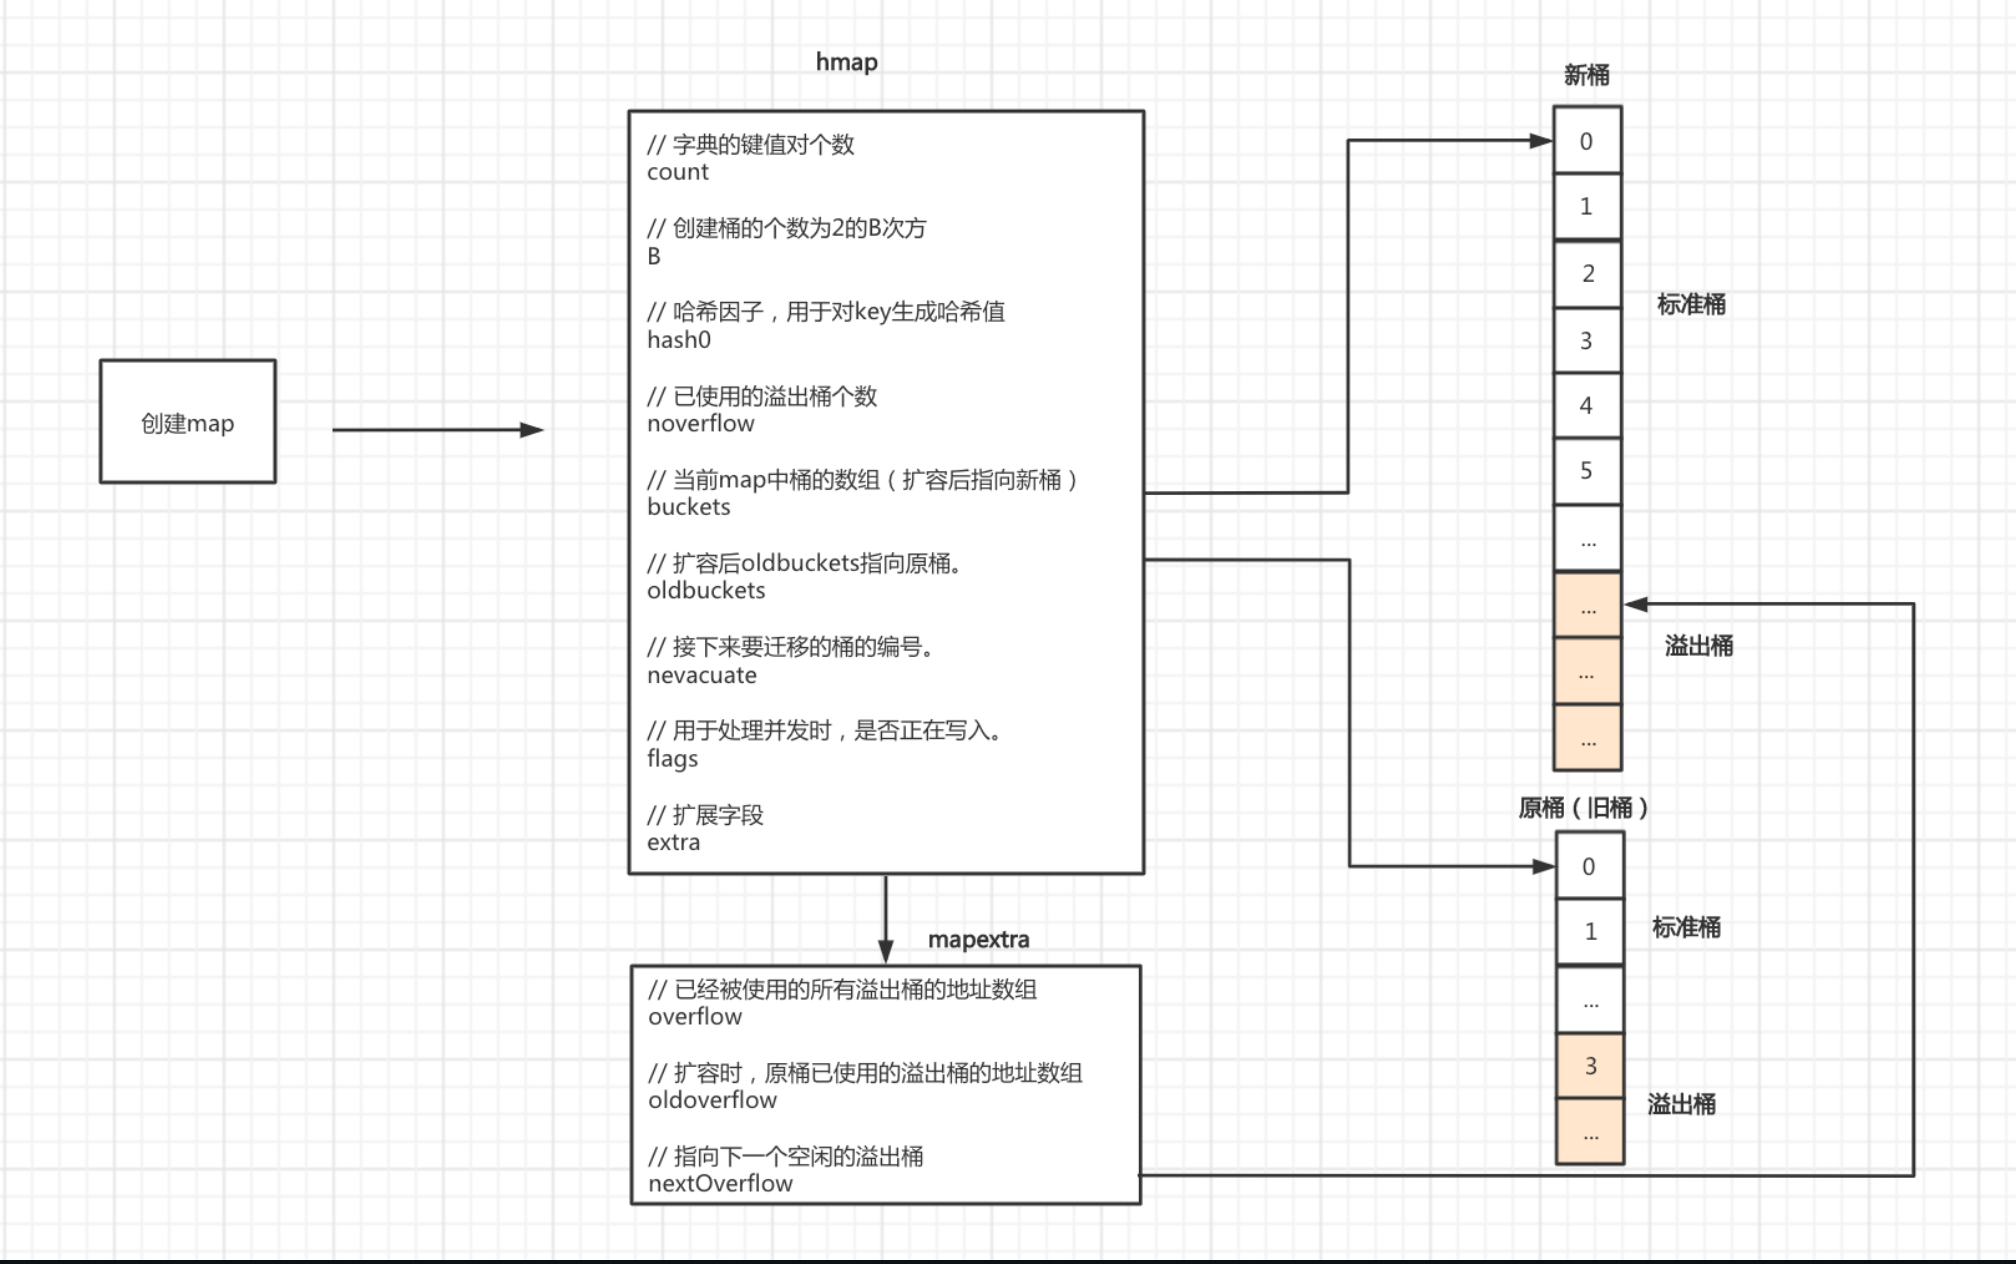 hmap
创建map
// 字典的键值对个数
count
// 创建桶的个数为2的B次方
B
// 哈希因子，用于对key生成哈希值
hash0
// 已使用的溢出桶个数
noverflow
// 当前map中桶的数组（扩容后指向新桶）
buckets
// 扩容后oldbuckets指向原桶。
oldbuckets
// 接下来要迁移的桶的编号。
nevacuate
// 用于处理并发时，是否正在写入。
flags
// 扩展字段
extra
mapextra
// 已经被使用的所有溢出桶的地址数组
overflow
// 扩容时，原桶已使用的溢出桶的地址数组
oldoverflow
// 指向下一个空闲的溢出桶
nextOverflow
新桶
0
1
2
标准桶
3
4
5
...
...
溢出桶
...
...
原桶（旧桶）
0
1
标准桶
...
3
溢出桶
...